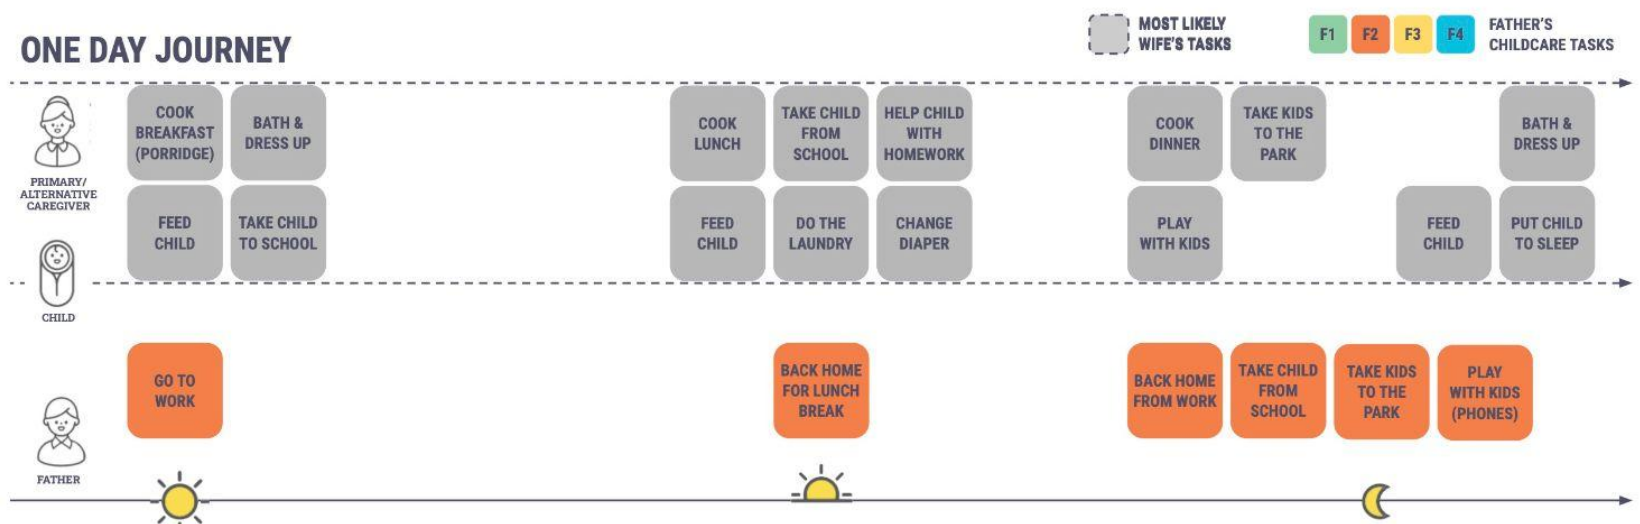 ONE DAY JOURNEY
MOST LIKELY
WIFE'S TASKS
F1
F2
F3
F4
FATHER'S
CHILDCARE TASKS
PRIMARY/
ALTERNATIVE
CAREGIVER
COOK
BREAKFAST
(PORRIDGE)
BATH &
DRESS UP
COOK
LUNCH
TAKE CHILD
FROM
SCHOOL
HELP CHILD
WITH
HOMEWORK
COOK
DINNER
TAKE KIDS
TO THE
PARK
BATH &
DRESS UP
FEED
CHILD
TAKE CHILD
TO SCHOOL
FEED
CHILD
DO THE
LAUNDRY
CHANGE
DIAPER
PLAY
WITH KIDS
FEED
CHILD
PUT CHILD
TO SLEEP
CHILD
GO TO
WORK
BACK HOME
FOR LUNCH
BREAK
BACK HOME
FROM WORK
TAKE CHILD
FROM
SCHOOL
TAKE KIDS
TO THE
PARK
PLAY
WITH KIDS
(PHONES)
FATHER